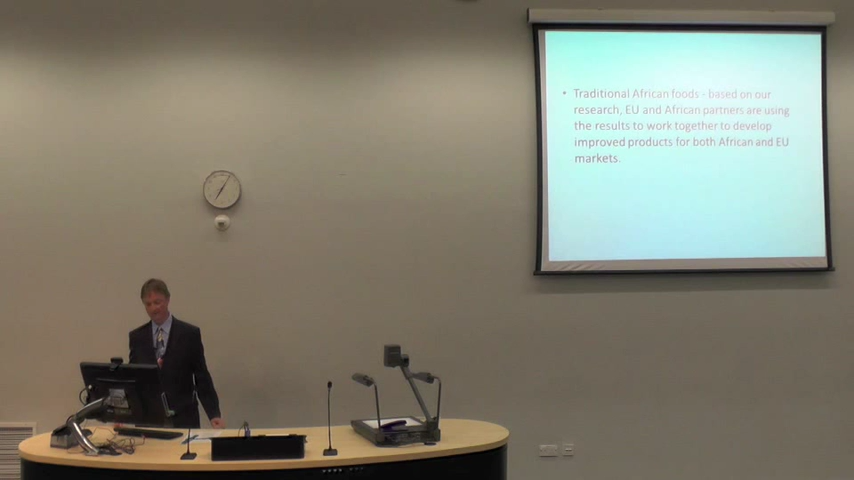 • Traditional African foods - based on our
research, EU and African partners are using
the results to work together to develop
improved products for both African and EU
markets.